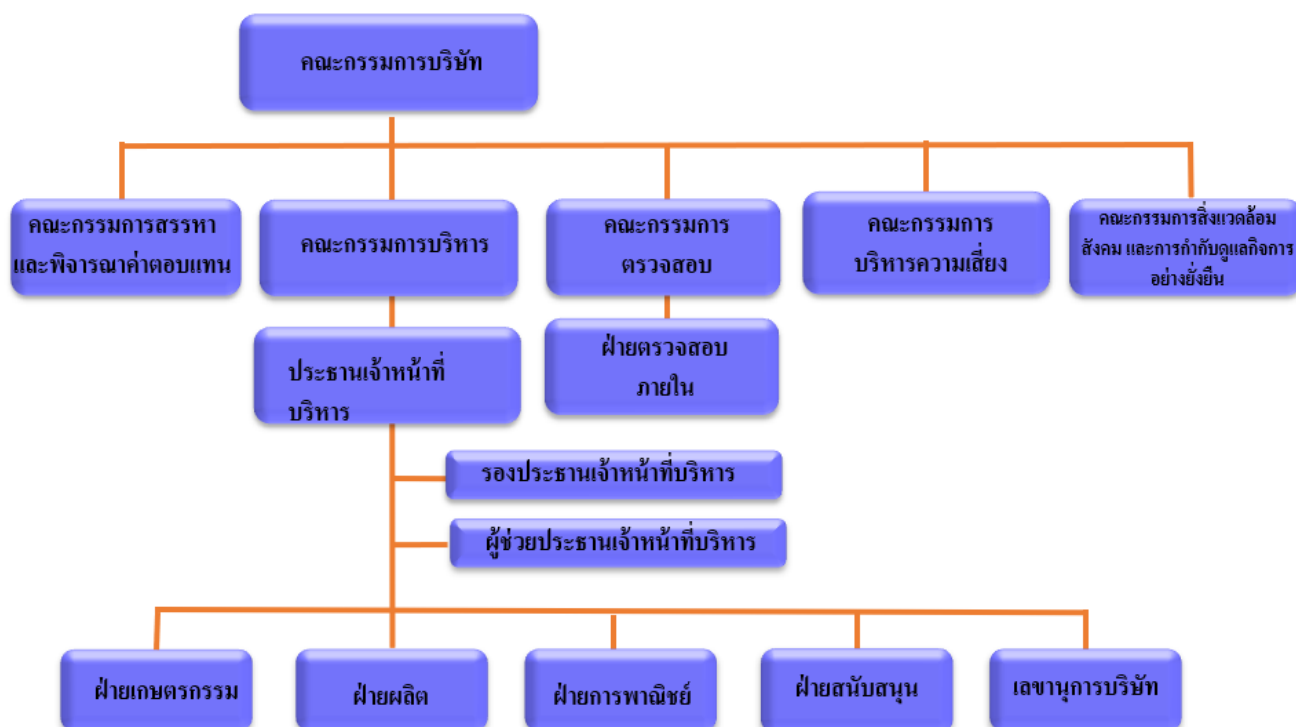 คณะกรรมการบริษัท
คณะกรรมการสรรหา
และพิจารณาค่าตอบแทน
คณะกรรมการบริหาร
คณะกรรมการ
ตรวจสอบ
คณะกรรมการ
บริหารความเสี่ยง
คณะกรรมการสิ่งแวดล้อม
สังคม และการกำกับดูแลกิจการ
อย่างยั่งยืน
ประธานเจ้าหน้าที่
บริหาร
ฝ่ายตรวจสอบ
ภายใน
รองประธานเจ้าหน้าที่บริหาร
ผู้ช่วยประธานเจ้าหน้าที่บริหาร
ฝ่ายเกษตรกรรม
ฝ่ายผลิต
ฝ่ายการพาณิชย์
ฝ่ายสนับสนุน
เลขานุการบริษัท